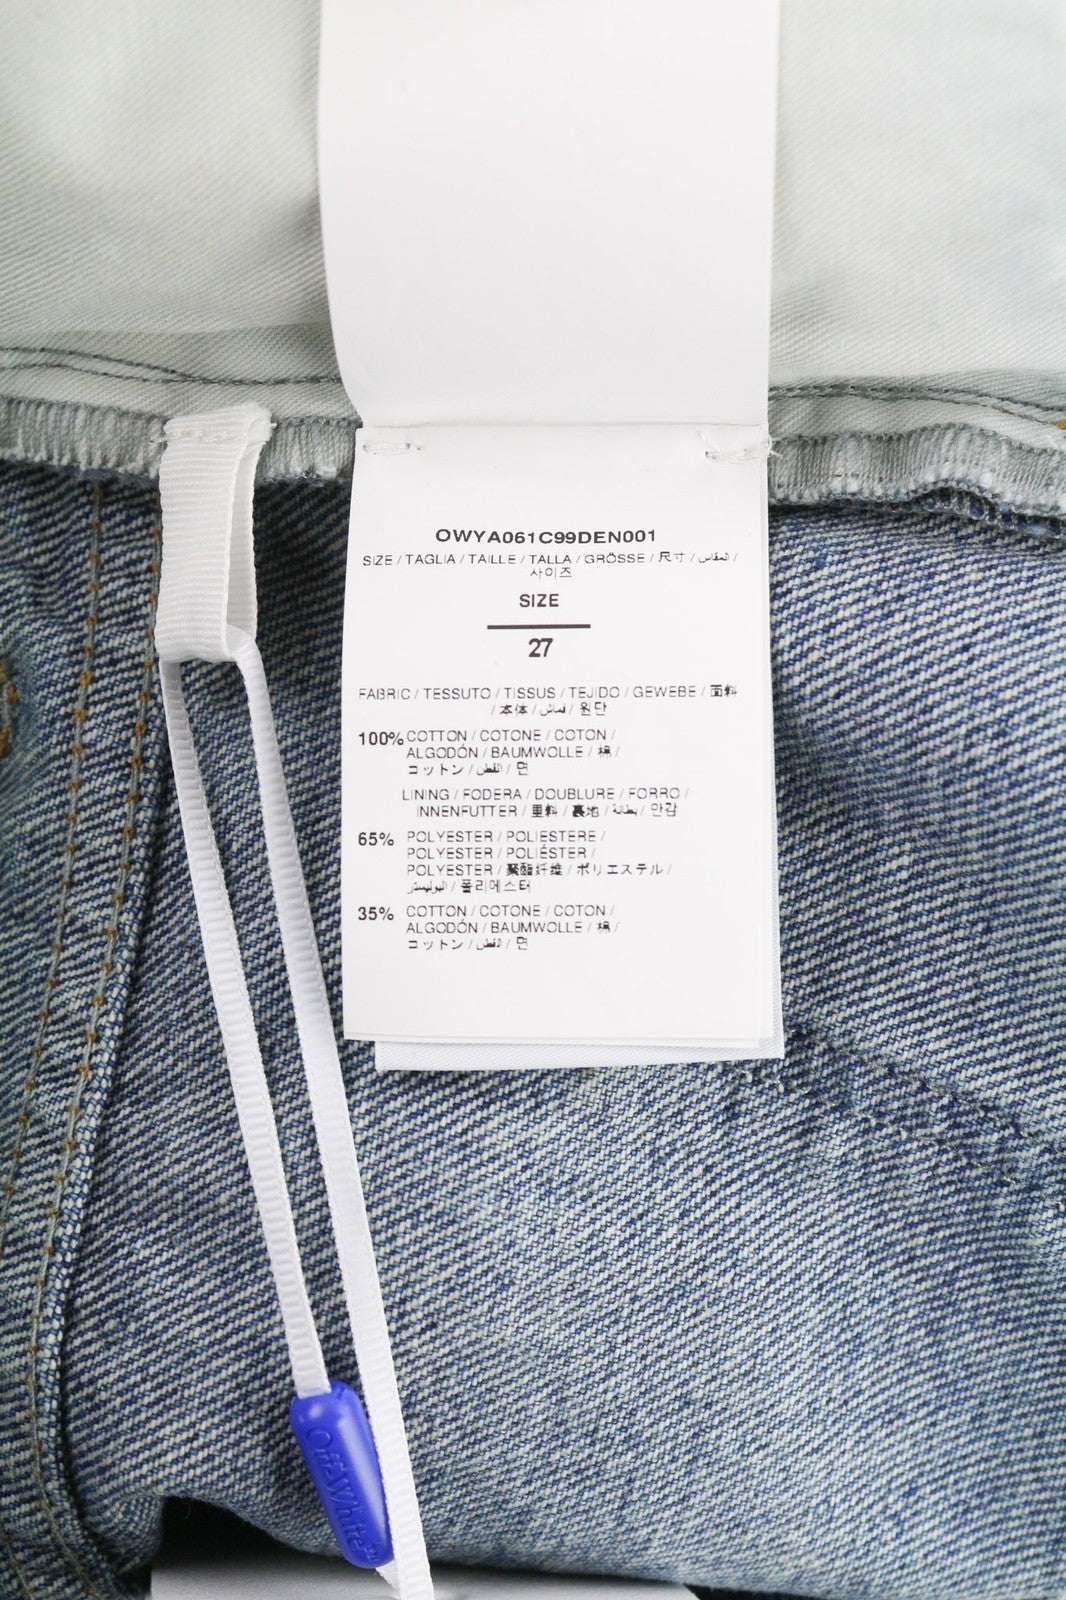 OWYA061C99DEN001
SIZE / TAGLIA / TAILLE / TALLA / GRÖSSE / 尺寸 / المقاس /
사이즈
SIZE
27
FABRIC / TESSUTO / TISSUS / TEJIDO / GEWEBE / 面料
/ 本体 / قماش / 원단
100% COTTON / COTONE / COTON /
ALGODÓN / BAUMWOLLE / 棉 /
コットン / القطن / 면
LINING / FODERA / DOUBLURE / FORRO /
INNENFUTTER / 里料 / 裏地 / بطانة / 안감
65% POLYESTER / POLIESTERE /
POLYESTER / POLIÉSTER /
POLYESTER / 聚酯纤维 / ポリエステル /
البوليستر / 폴리에스터
35% COTTON / COTONE / COTON /
ALGODÓN / BAUMWOLLE / 棉 /
コットン / القطن / 면
Off-White™